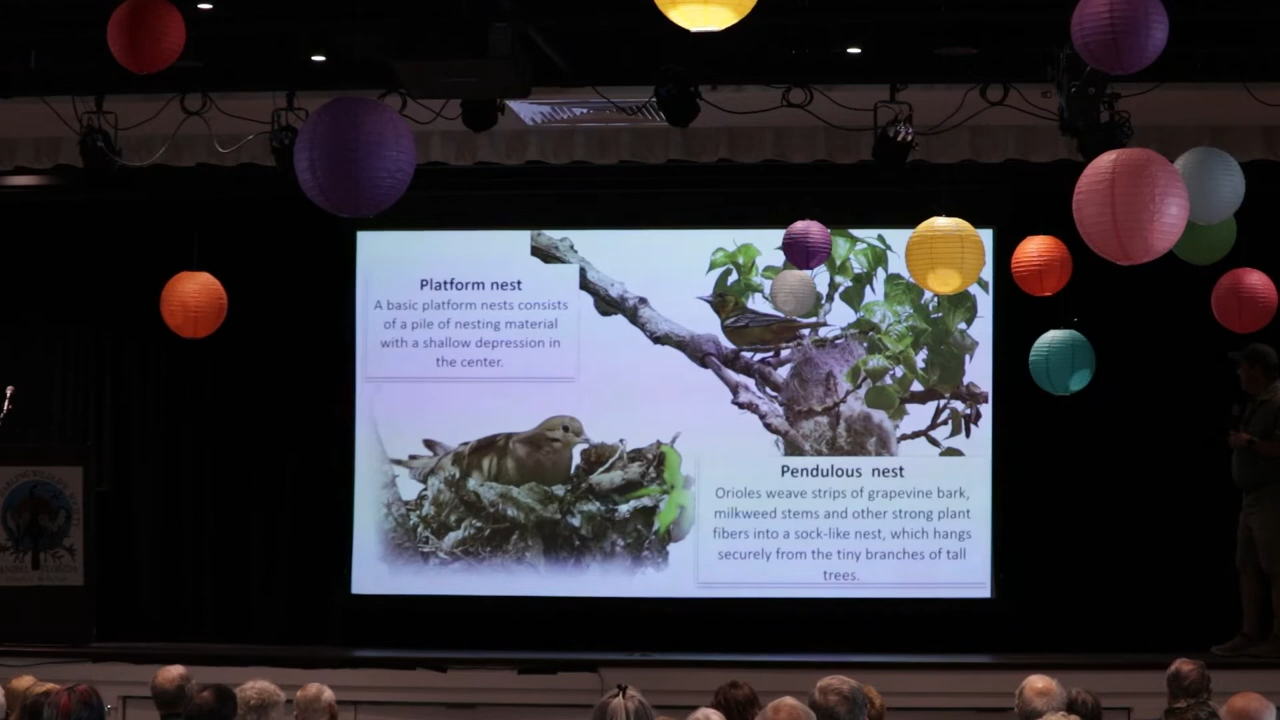 Platform nest
A basic platform nests consists
of a pile of nesting material
with a shallow depression in
the center.
Pendulous nest
Orioles weave strips of grapevine bark,
milkweed stems and other strong plant
fibers into a sock-like nest, which hangs
securely from the tiny branches of tall
trees.